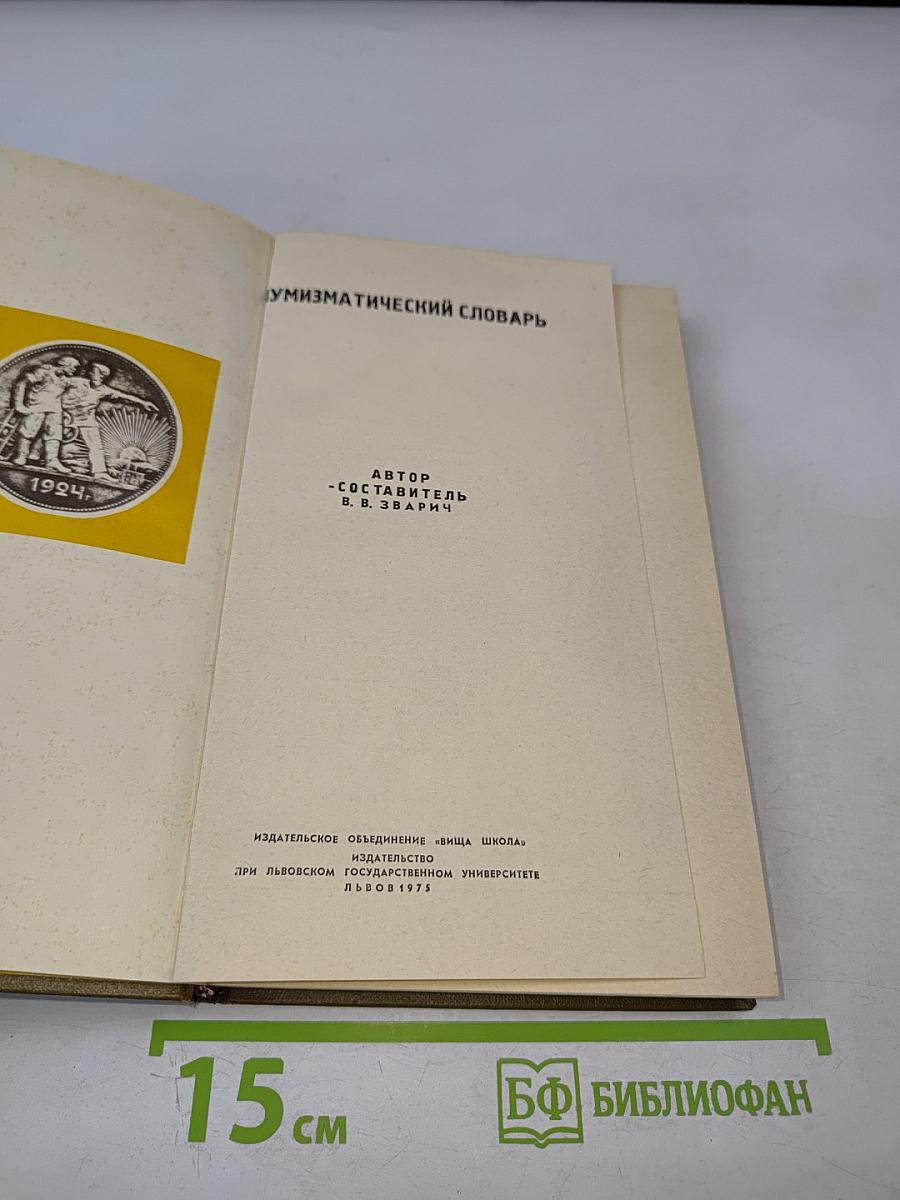 НУМИЗМАТИЧЕСКИЙ СЛОВАРЬ
1924 г.
АВТОР
-СОСТАВИТЕЛЬ
В. В. ЗВАРИЧ
ИЗДАТЕЛЬСКОЕ ОБЪЕДИНЕНИЕ «ВИЩА ШКОЛА»
ИЗДАТЕЛЬСТВО
ПРИ ЛЬВОВСКОМ ГОСУДАРСТВЕННОМ УНИВЕРСИТЕТЕ
ЛЬВОВ 1975
15 см
БФ БИБЛИОФАН